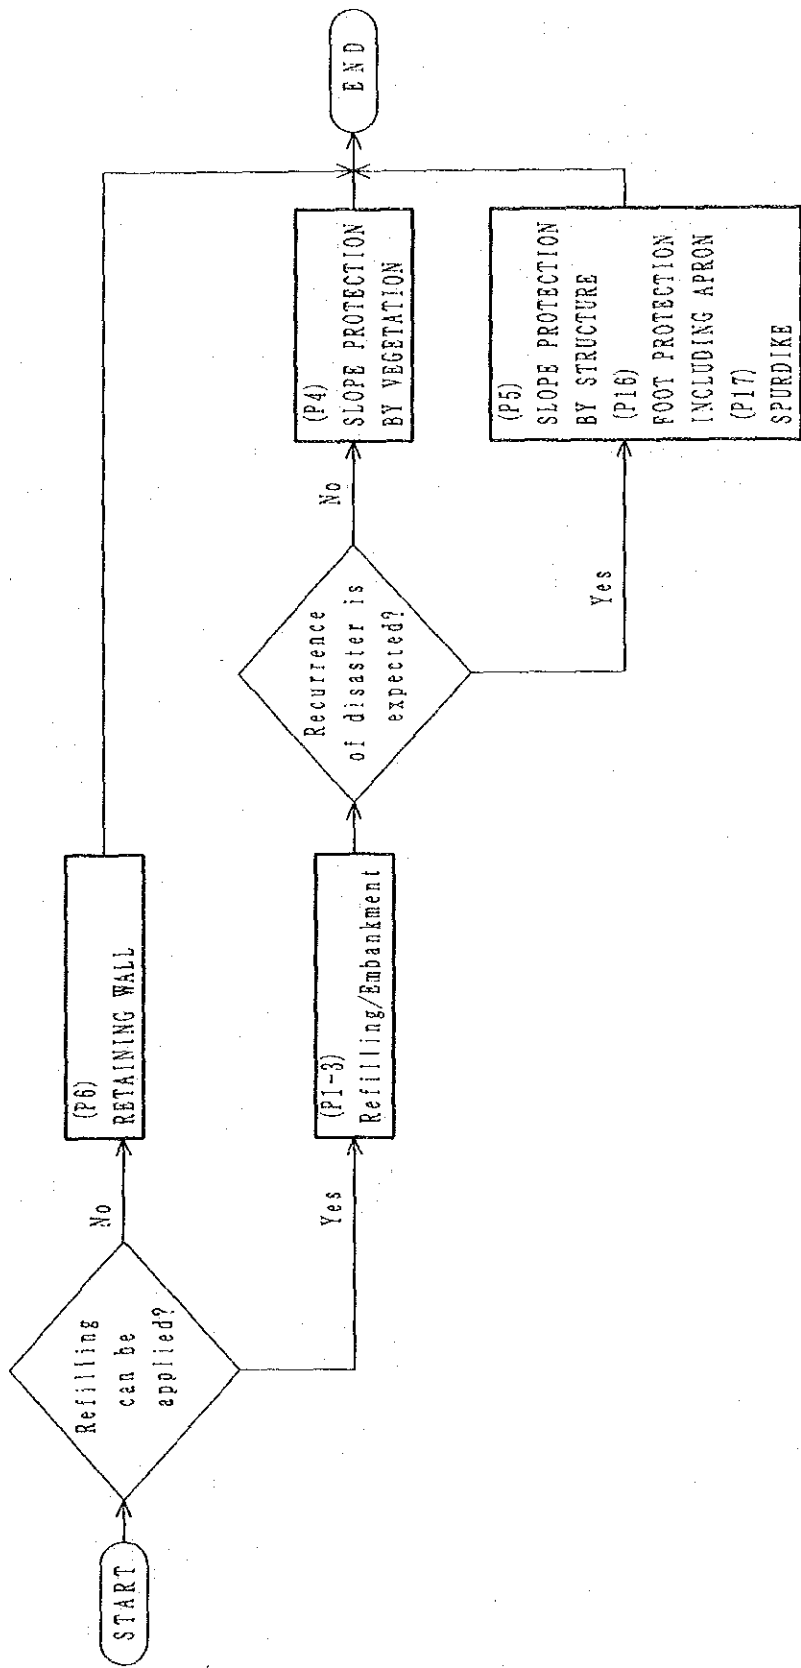 START
Refilling
can be
applied?
No
(P6)
RETAINING WALL
Yes
(P1-3)
Refilling/Embankment
Recurrence
of disaster is
expected?
No
(P4)
SLOPE PROTECTION
BY VEGETATION
Yes
(P5)
SLOPE PROTECTION
BY STRUCTURE
(P16)
FOOT PROTECTION
INCLUDING APRON
(P17)
SPURDIKE
END